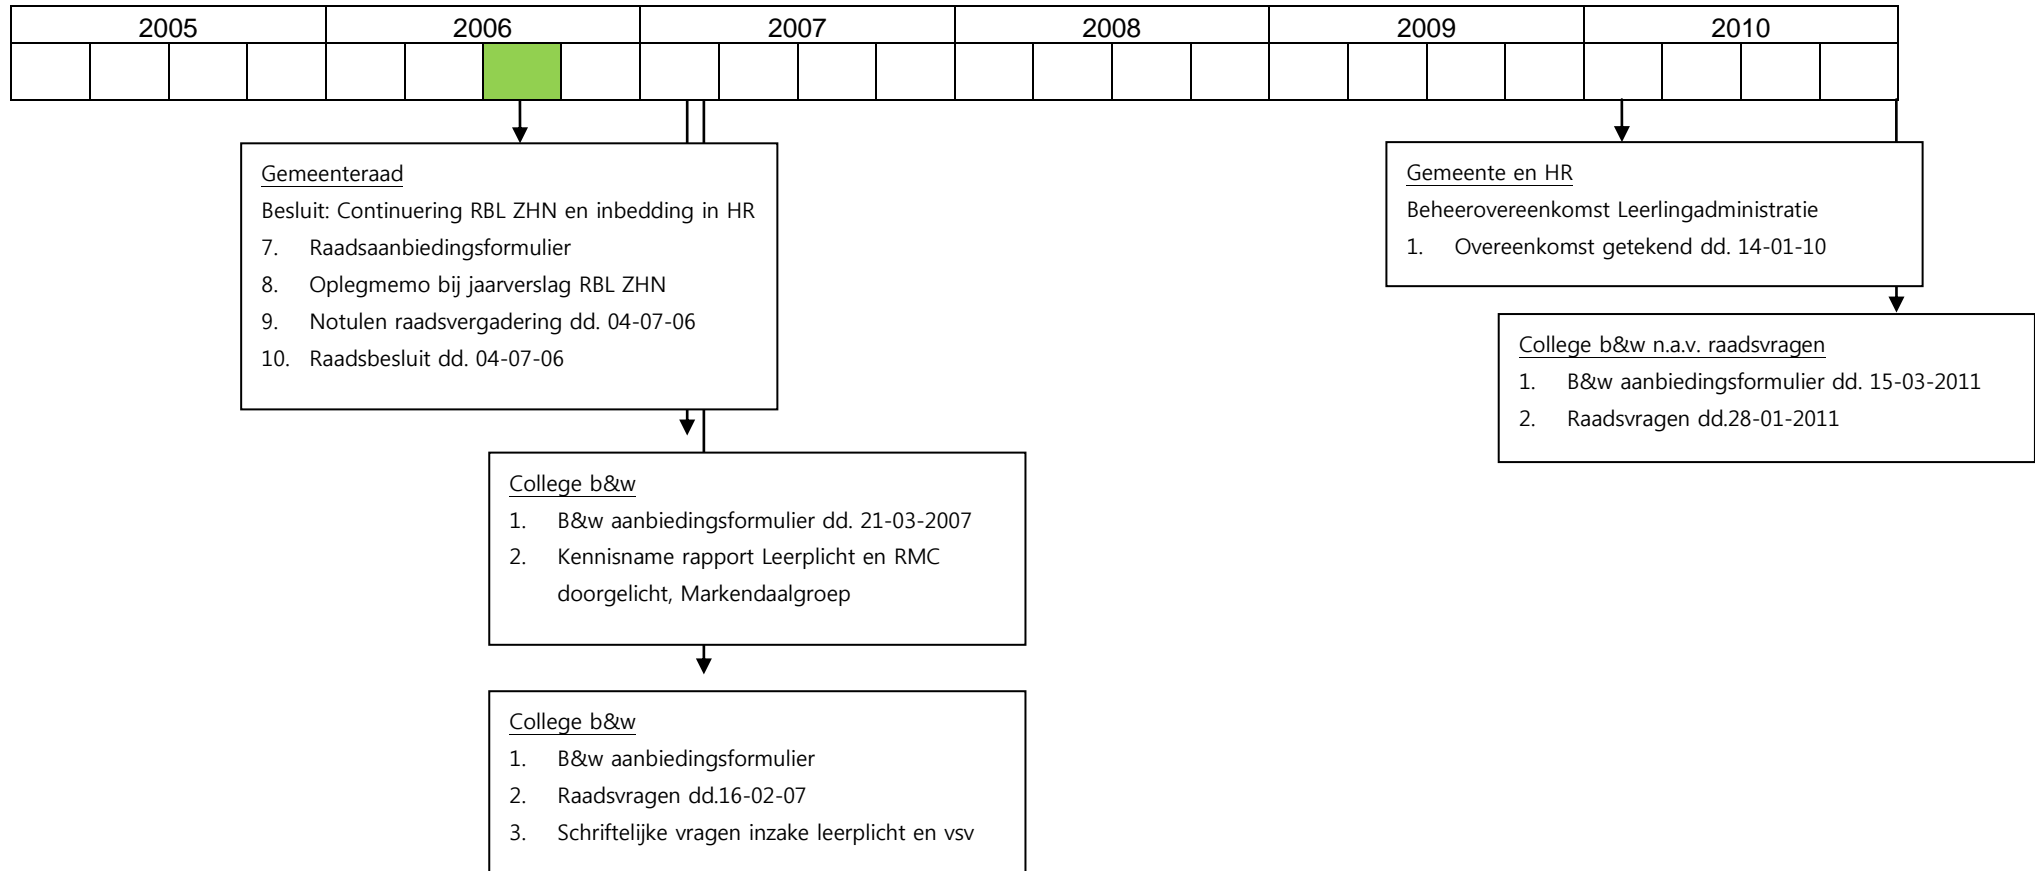 2005 2006 2007 2008 2009 2010
Gemeenteraad
Besluit: Continuering RBL ZHN en inbedding in HR
7. Raadsaanbiedingsformulier
8. Oplegmemo bij jaarverslag RBL ZHN
9. Notulen raadsvergadering dd. 04-07-06
10. Raadsbesluit dd. 04-07-06
College b&w
1. B&w aanbiedingsformulier dd. 21-03-2007
2. Kennisname rapport Leerplicht en RMC
doorgelicht, Markendaalgroep
College b&w
1. B&w aanbiedingsformulier
2. Raadsvragen dd.16-02-07
3. Schriftelijke vragen inzake leerplicht en vsv
Gemeente en HR
Beheerovereenkomst Leerlingadministratie
1. Overeenkomst getekend dd. 14-01-10
College b&w n.a.v. raadsvragen
1. B&w aanbiedingsformulier dd. 15-03-2011
2. Raadsvragen dd.28-01-2011